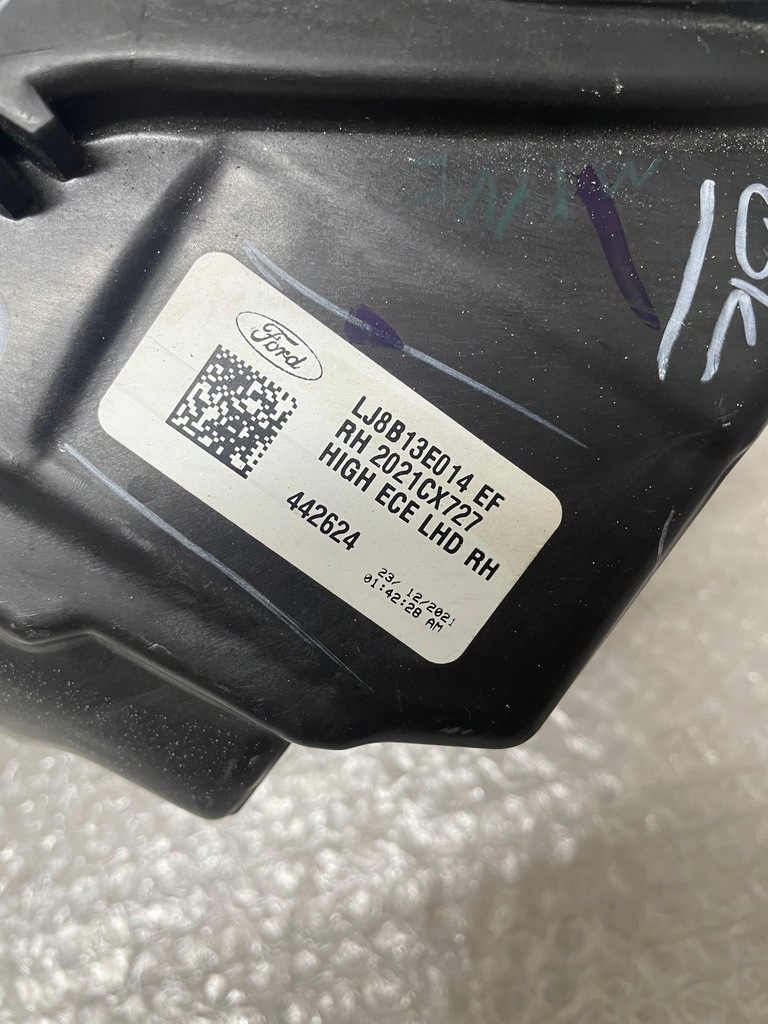 Ford
LJ8B13E014 EF
RH 2021CX727
HIGH ECE LHD RH
442624
23/ 12/2021
01:42:28 AM